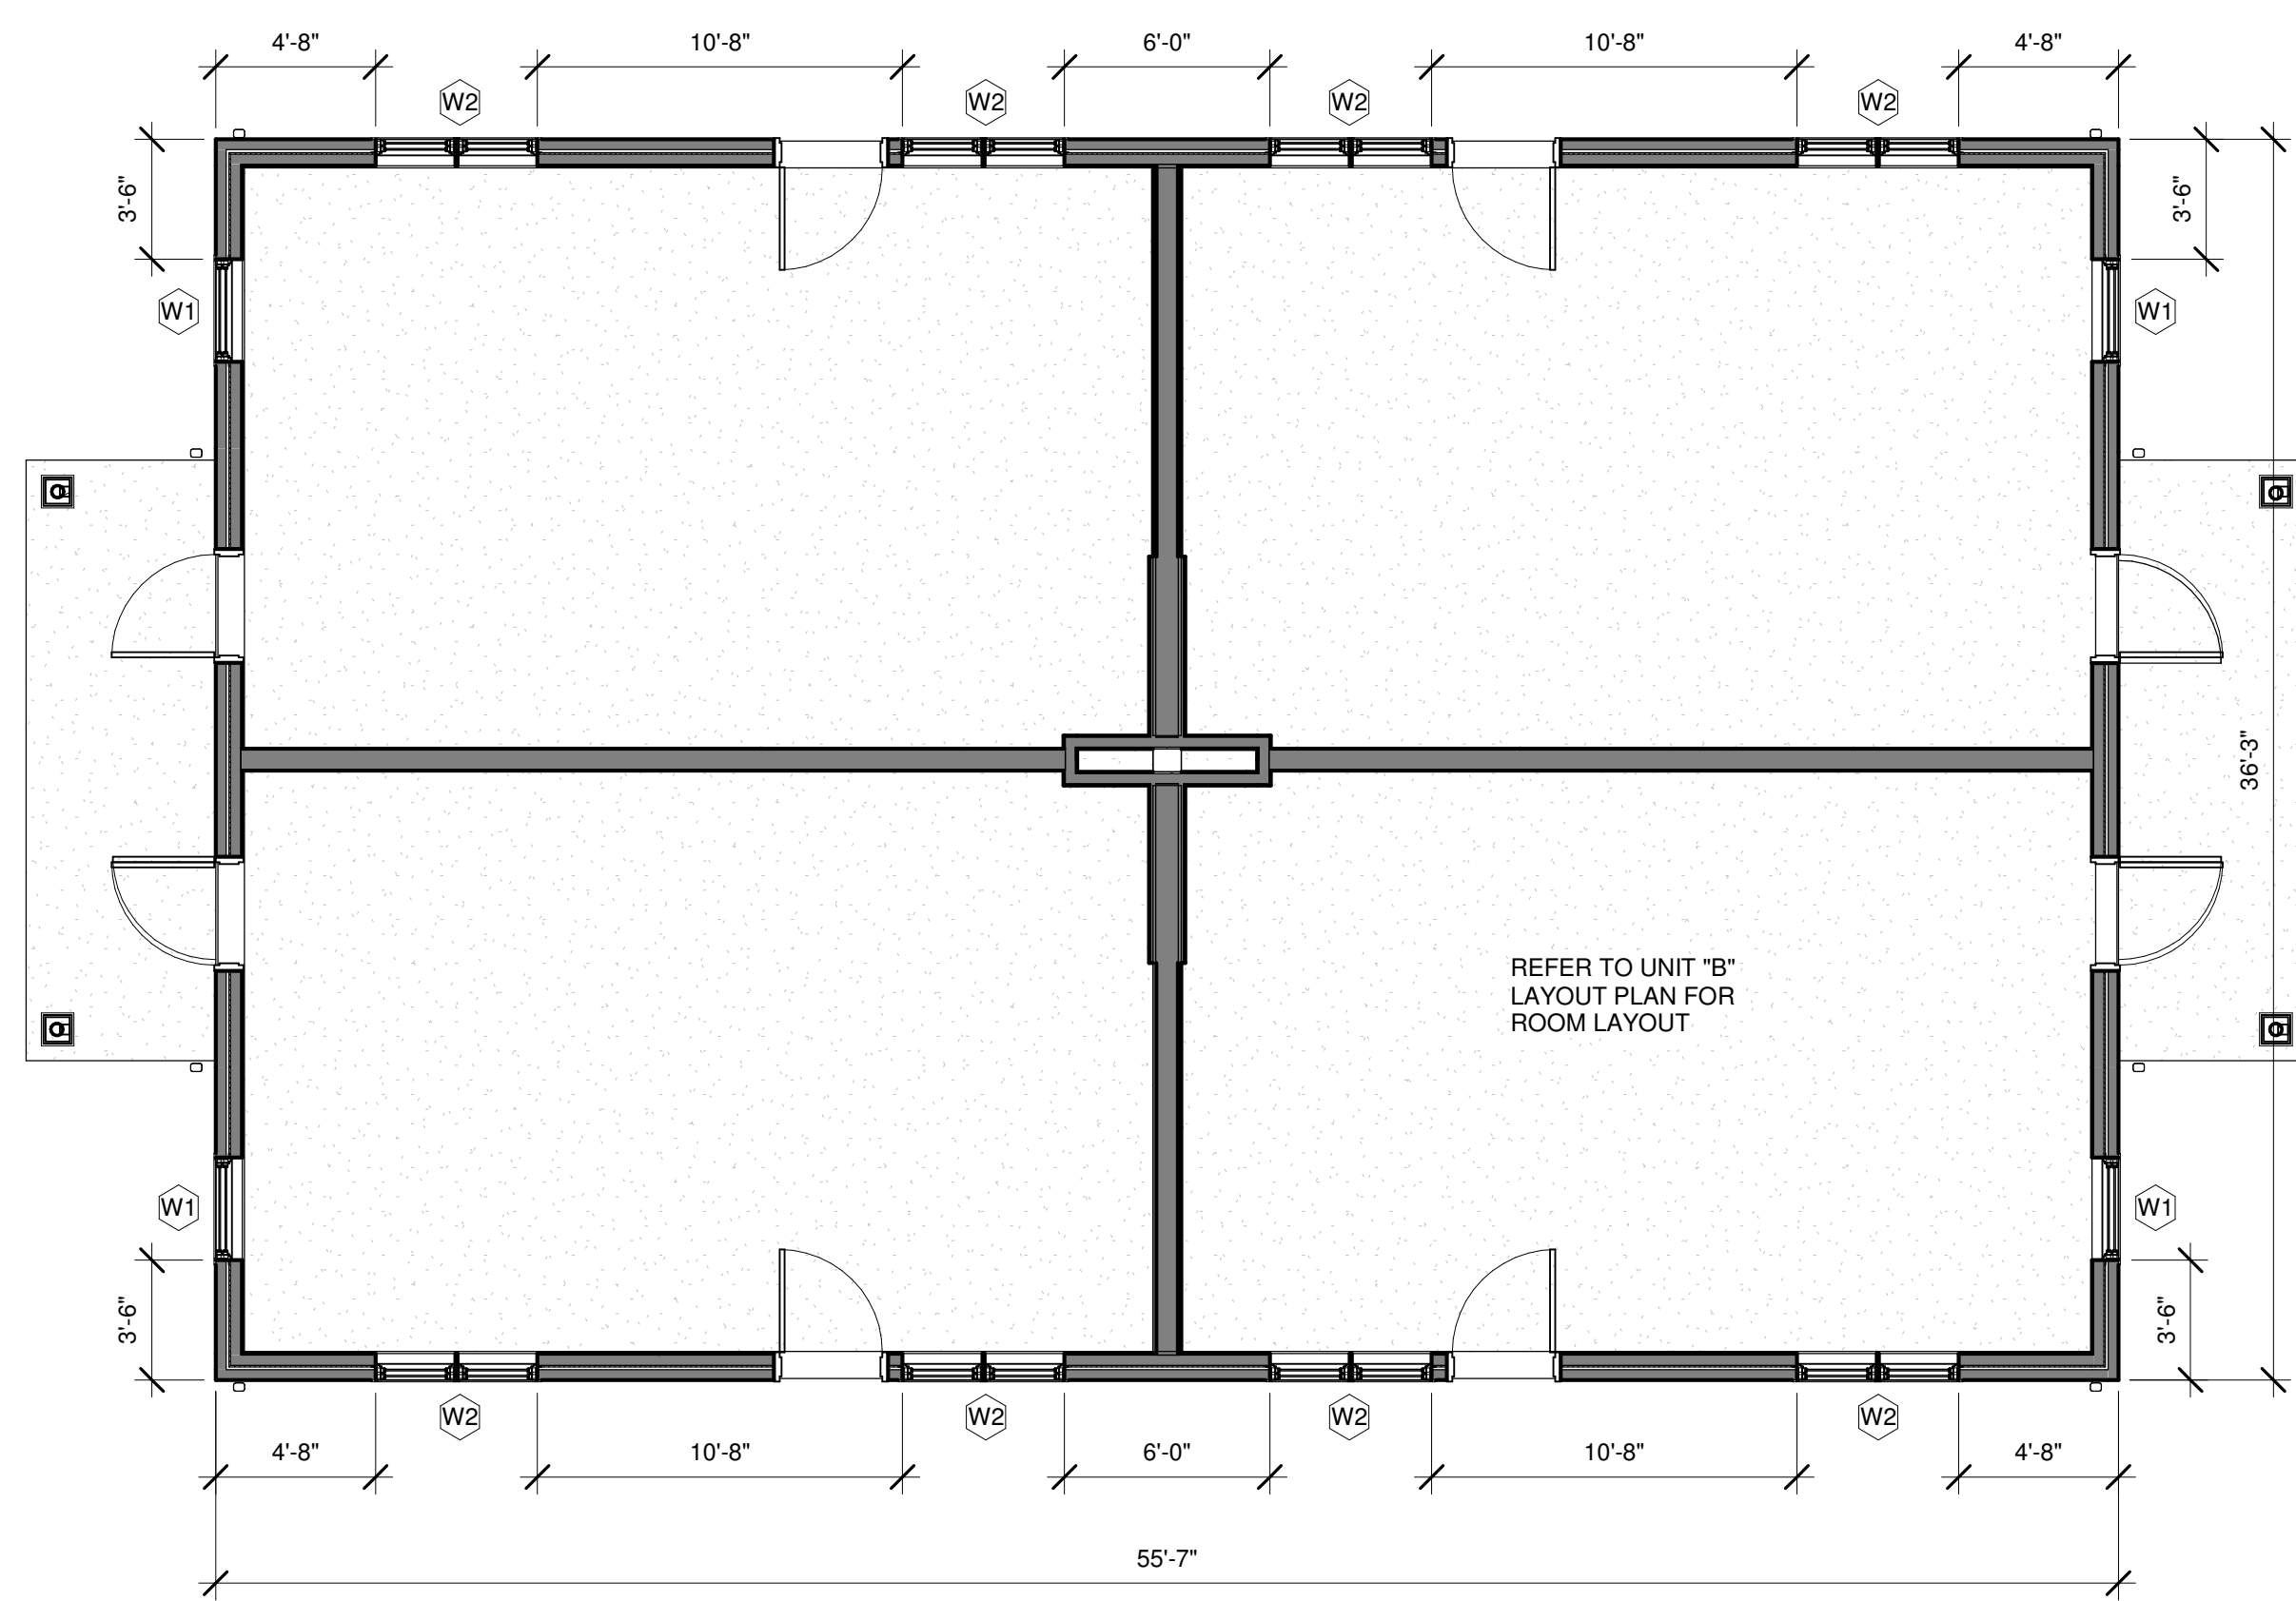 4'-8" 10'-8" 6'-0" 10'-8" 4'-8"
W2 W2 W2 W2
3'-6" 3'-6"
W1 W1
36'-3"
REFER TO UNIT "B"
LAYOUT PLAN FOR
ROOM LAYOUT
W1 W1
3'-6" 3'-6"
W2 W2 W2 W2
4'-8" 10'-8" 6'-0" 10'-8" 4'-8"
55'-7"